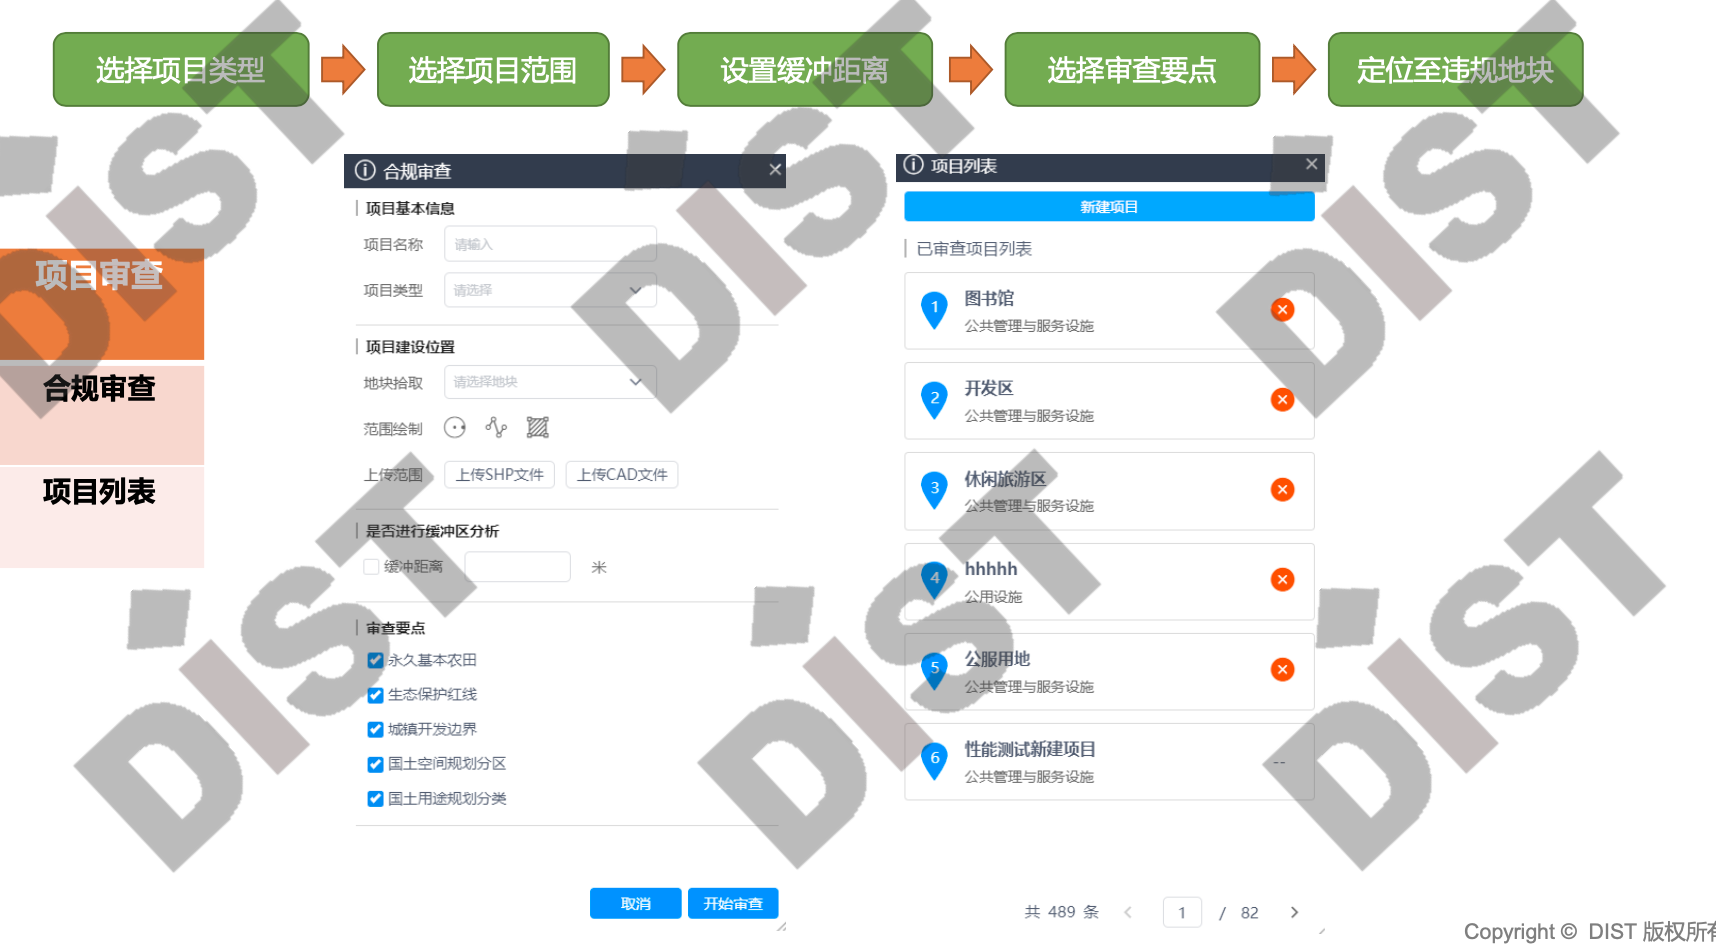 选择项目类型
选择项目范围
设置缓冲距离
选择审查要点
定位至违规地块
项目审查
合规审查
项目列表
合规审查
项目基本信息
项目名称 请输入
项目类型 请选择
项目建设位置
地块拾取 请选择地块
范围绘制
上传范围 上传SHP文件 上传CAD文件
是否进行缓冲区分析
缓冲距离 米
审查要点
永久基本农田
生态保护红线
城镇开发边界
国土空间规划分区
国土用途规划分类
取消 开始审查
项目列表
新建项目
已审查项目列表
1 图书馆
公共管理与服务设施
2 开发区
公共管理与服务设施
3 休闲旅游区
公共管理与服务设施
4 hhhhh
公用设施
5 公服用地
公共管理与服务设施
6 性能测试新建项目
公共管理与服务设施
--
共 489 条 < 1 / 82 >
DIST
DIST
DIST
DIST
DIST
DIST
Copyright © DIST 版权所有